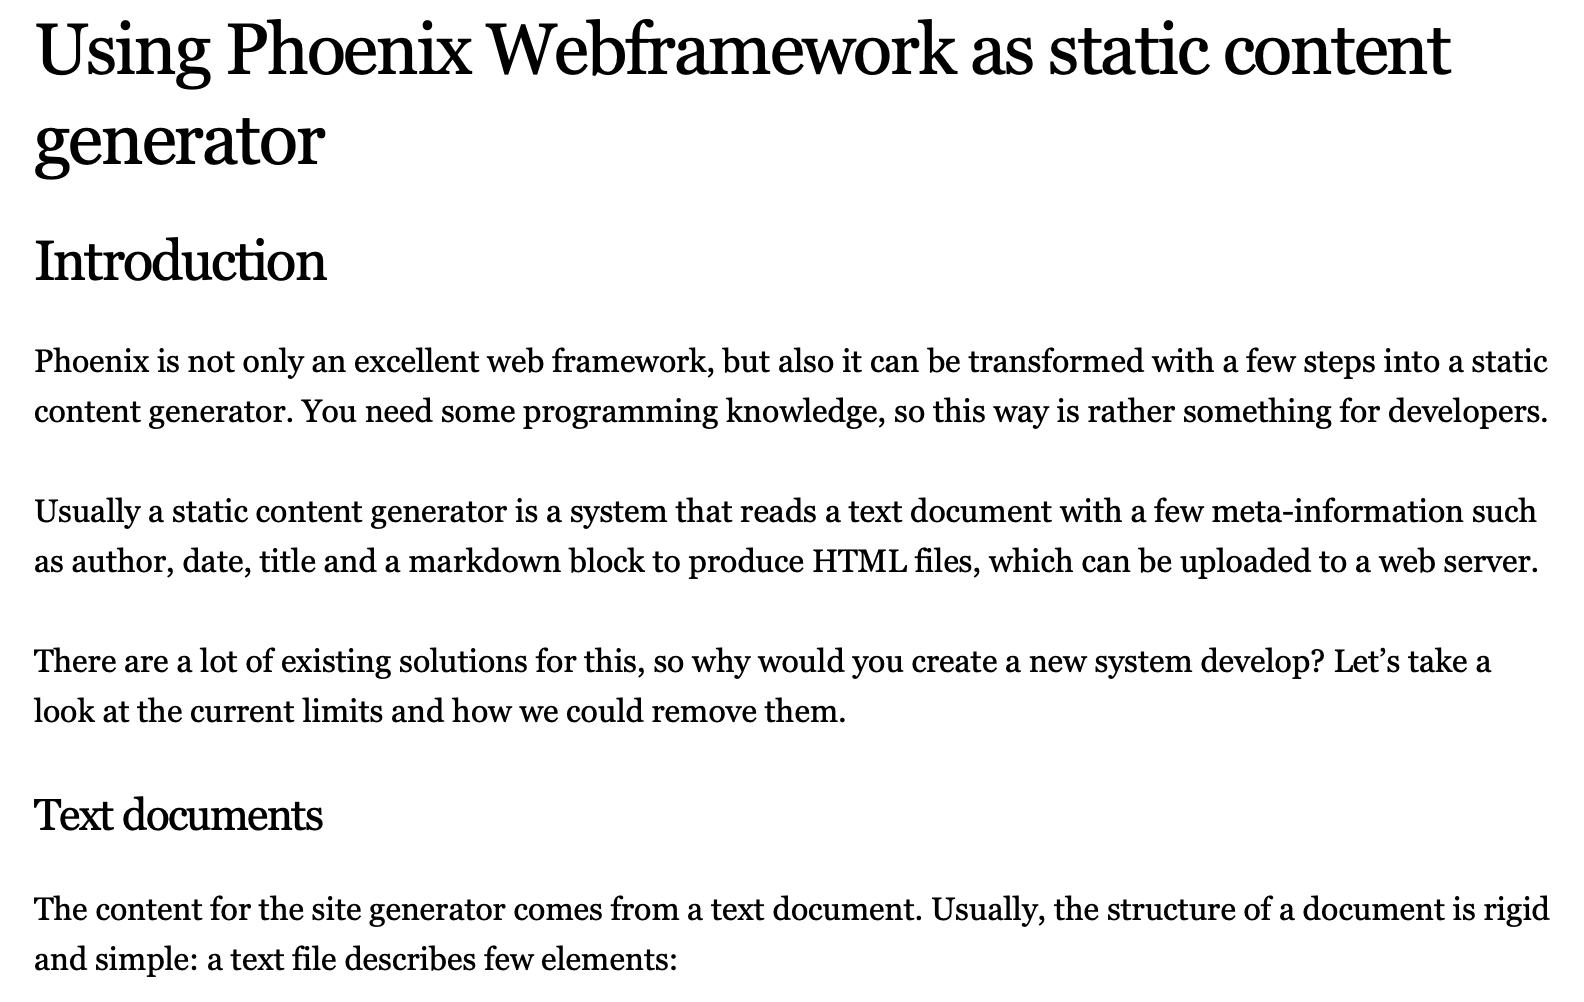 Using Phoenix Webframework as static content
generator
Introduction
Phoenix is not only an excellent web framework, but also it can be transformed with a few steps into a static
content generator. You need some programming knowledge, so this way is rather something for developers.
Usually a static content generator is a system that reads a text document with a few meta-information such
as author, date, title and a markdown block to produce HTML files, which can be uploaded to a web server.
There are a lot of existing solutions for this, so why would you create a new system develop? Let’s take a
look at the current limits and how we could remove them.
Text documents
The content for the site generator comes from a text document. Usually, the structure of a document is rigid
and simple: a text file describes few elements: